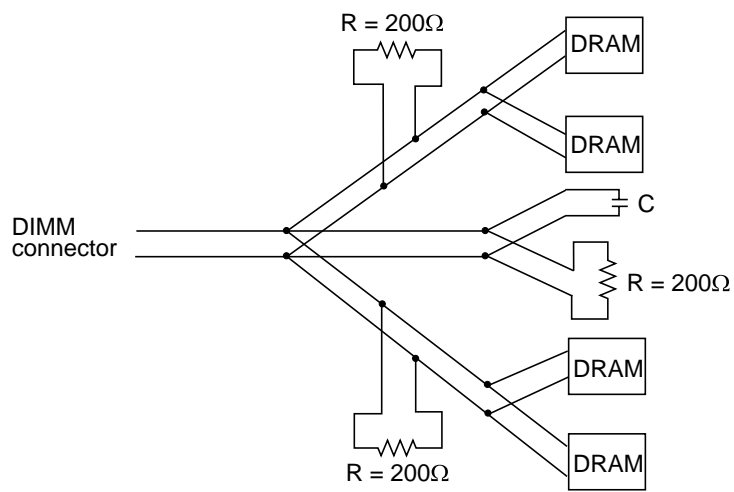 R = 200Ω
DRAM
DRAM
C
DIMM
connector
R = 200Ω
DRAM
DRAM
R = 200Ω